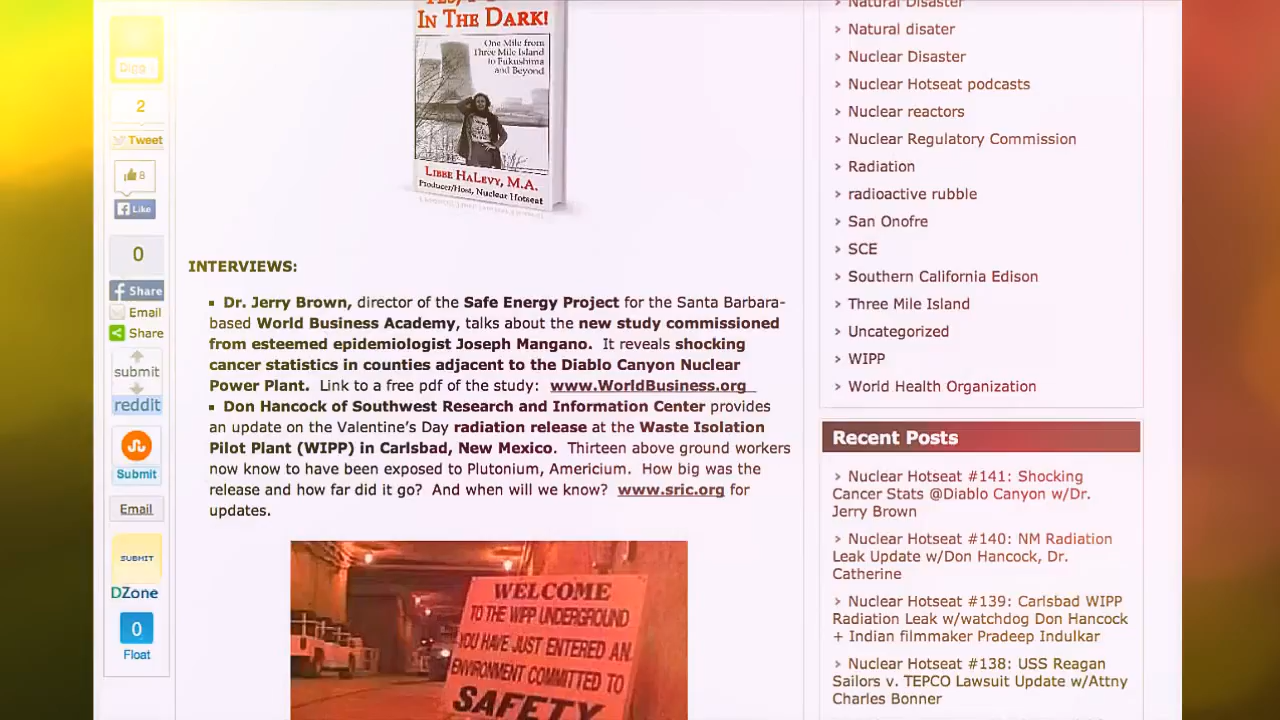 IN THE DARK!
One Mile from
Three Mile Island
to Fukushima
and Beyond
LIBBE HALEVY, M.A.
Producer/Host, Nuclear Hotseat
Digg
2
Tweet
8
Like
0
Share
Email
Share
submit
reddit
Submit
Email
SUBMIT
DZone
0
Float
INTERVIEWS:
Dr. Jerry Brown, director of the Safe Energy Project for the Santa Barbara-
based World Business Academy, talks about the new study commissioned
from esteemed epidemiologist Joseph Mangano. It reveals shocking
cancer statistics in counties adjacent to the Diablo Canyon Nuclear
Power Plant. Link to a free pdf of the study: www.WorldBusiness.org
Don Hancock of Southwest Research and Information Center provides
an update on the Valentine's Day radiation release at the Waste Isolation
Pilot Plant (WIPP) in Carlsbad, New Mexico. Thirteen above ground workers
now know to have been exposed to Plutonium, Americium. How big was the
release and how far did it go? And when will we know? www.sric.org for
updates.
WELCOME
TO THE WIPP UNDERGROUND
YOU HAVE JUST ENTERED AN
ENVIRONMENT COMMITTED TO
SAFETY
Natural Disaster
Natural disater
Nuclear Disaster
Nuclear Hotseat podcasts
Nuclear reactors
Nuclear Regulatory Commission
Radiation
radioactive rubble
San Onofre
SCE
Southern California Edison
Three Mile Island
Uncategorized
WIPP
World Health Organization
Recent Posts
Nuclear Hotseat #141: Shocking
Cancer Stats @Diablo Canyon w/Dr.
Jerry Brown
Nuclear Hotseat #140: NM Radiation
Leak Update w/Don Hancock, Dr.
Catherine
Nuclear Hotseat #139: Carlsbad WIPP
Radiation Leak w/watchdog Don Hancock
+ Indian filmmaker Pradeep Indulkar
Nuclear Hotseat #138: USS Reagan
Sailors v. TEPCO Lawsuit Update w/Attny
Charles Bonner